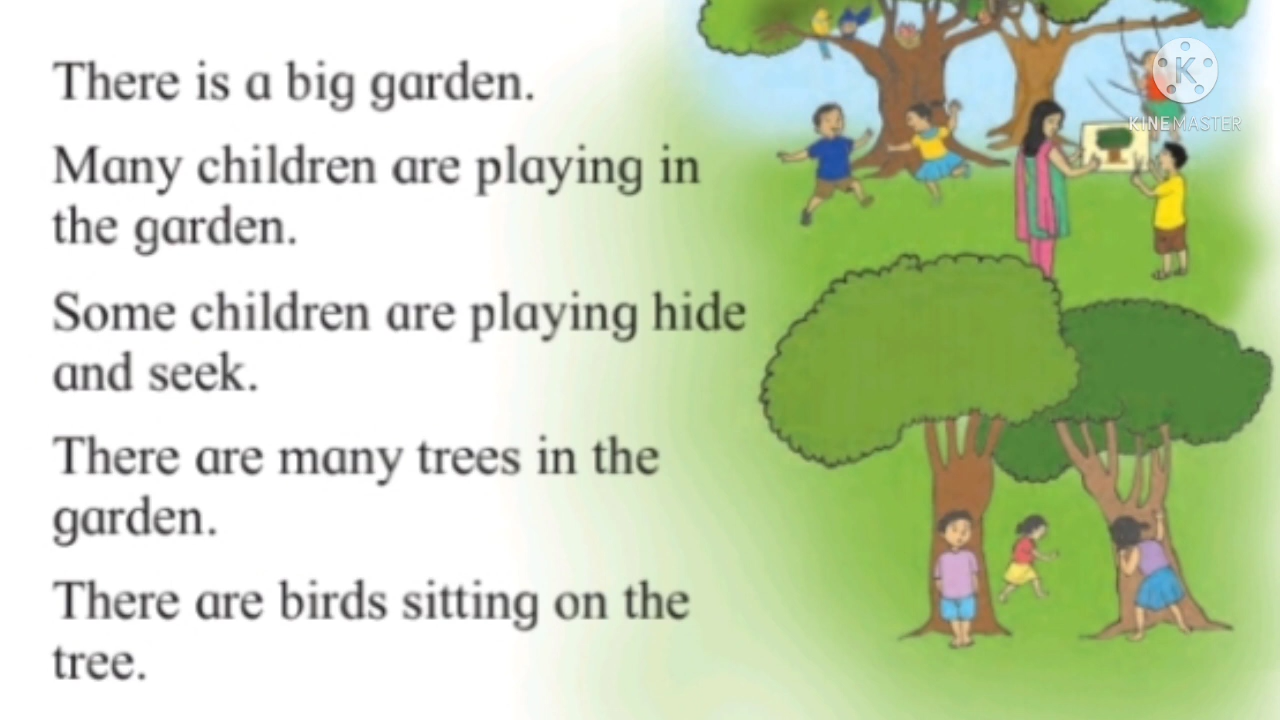 There is a big garden.
Many children are playing in
the garden.
Some children are playing hide
and seek.
There are many trees in the
garden.
There are birds sitting on the
tree.
K
KINEMASTER